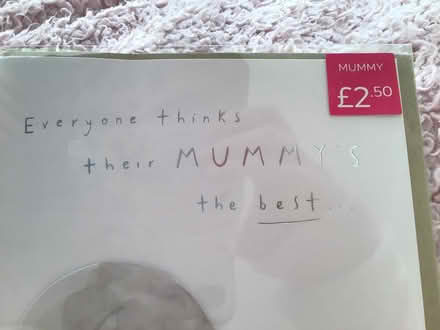 MUMMY
£2.50
Everyone thinks
their MUMMY'S
the best...